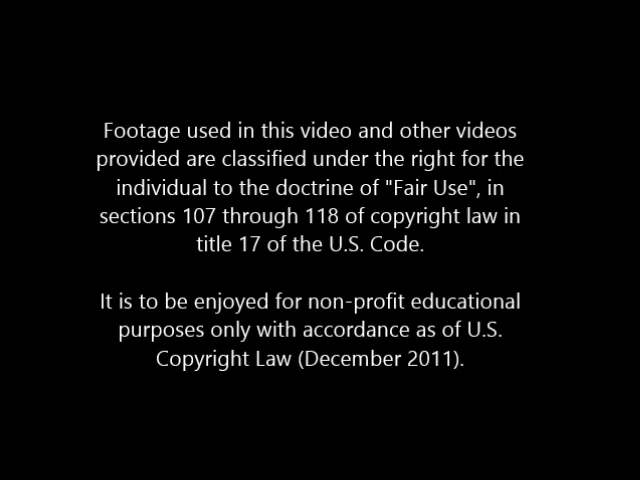 Footage used in this video and other videos
provided are classified under the right for the
individual to the doctrine of "Fair Use", in
sections 107 through 118 of copyright law in
title 17 of the U.S. Code.
It is to be enjoyed for non-profit educational
purposes only with accordance as of U.S.
Copyright Law (December 2011).